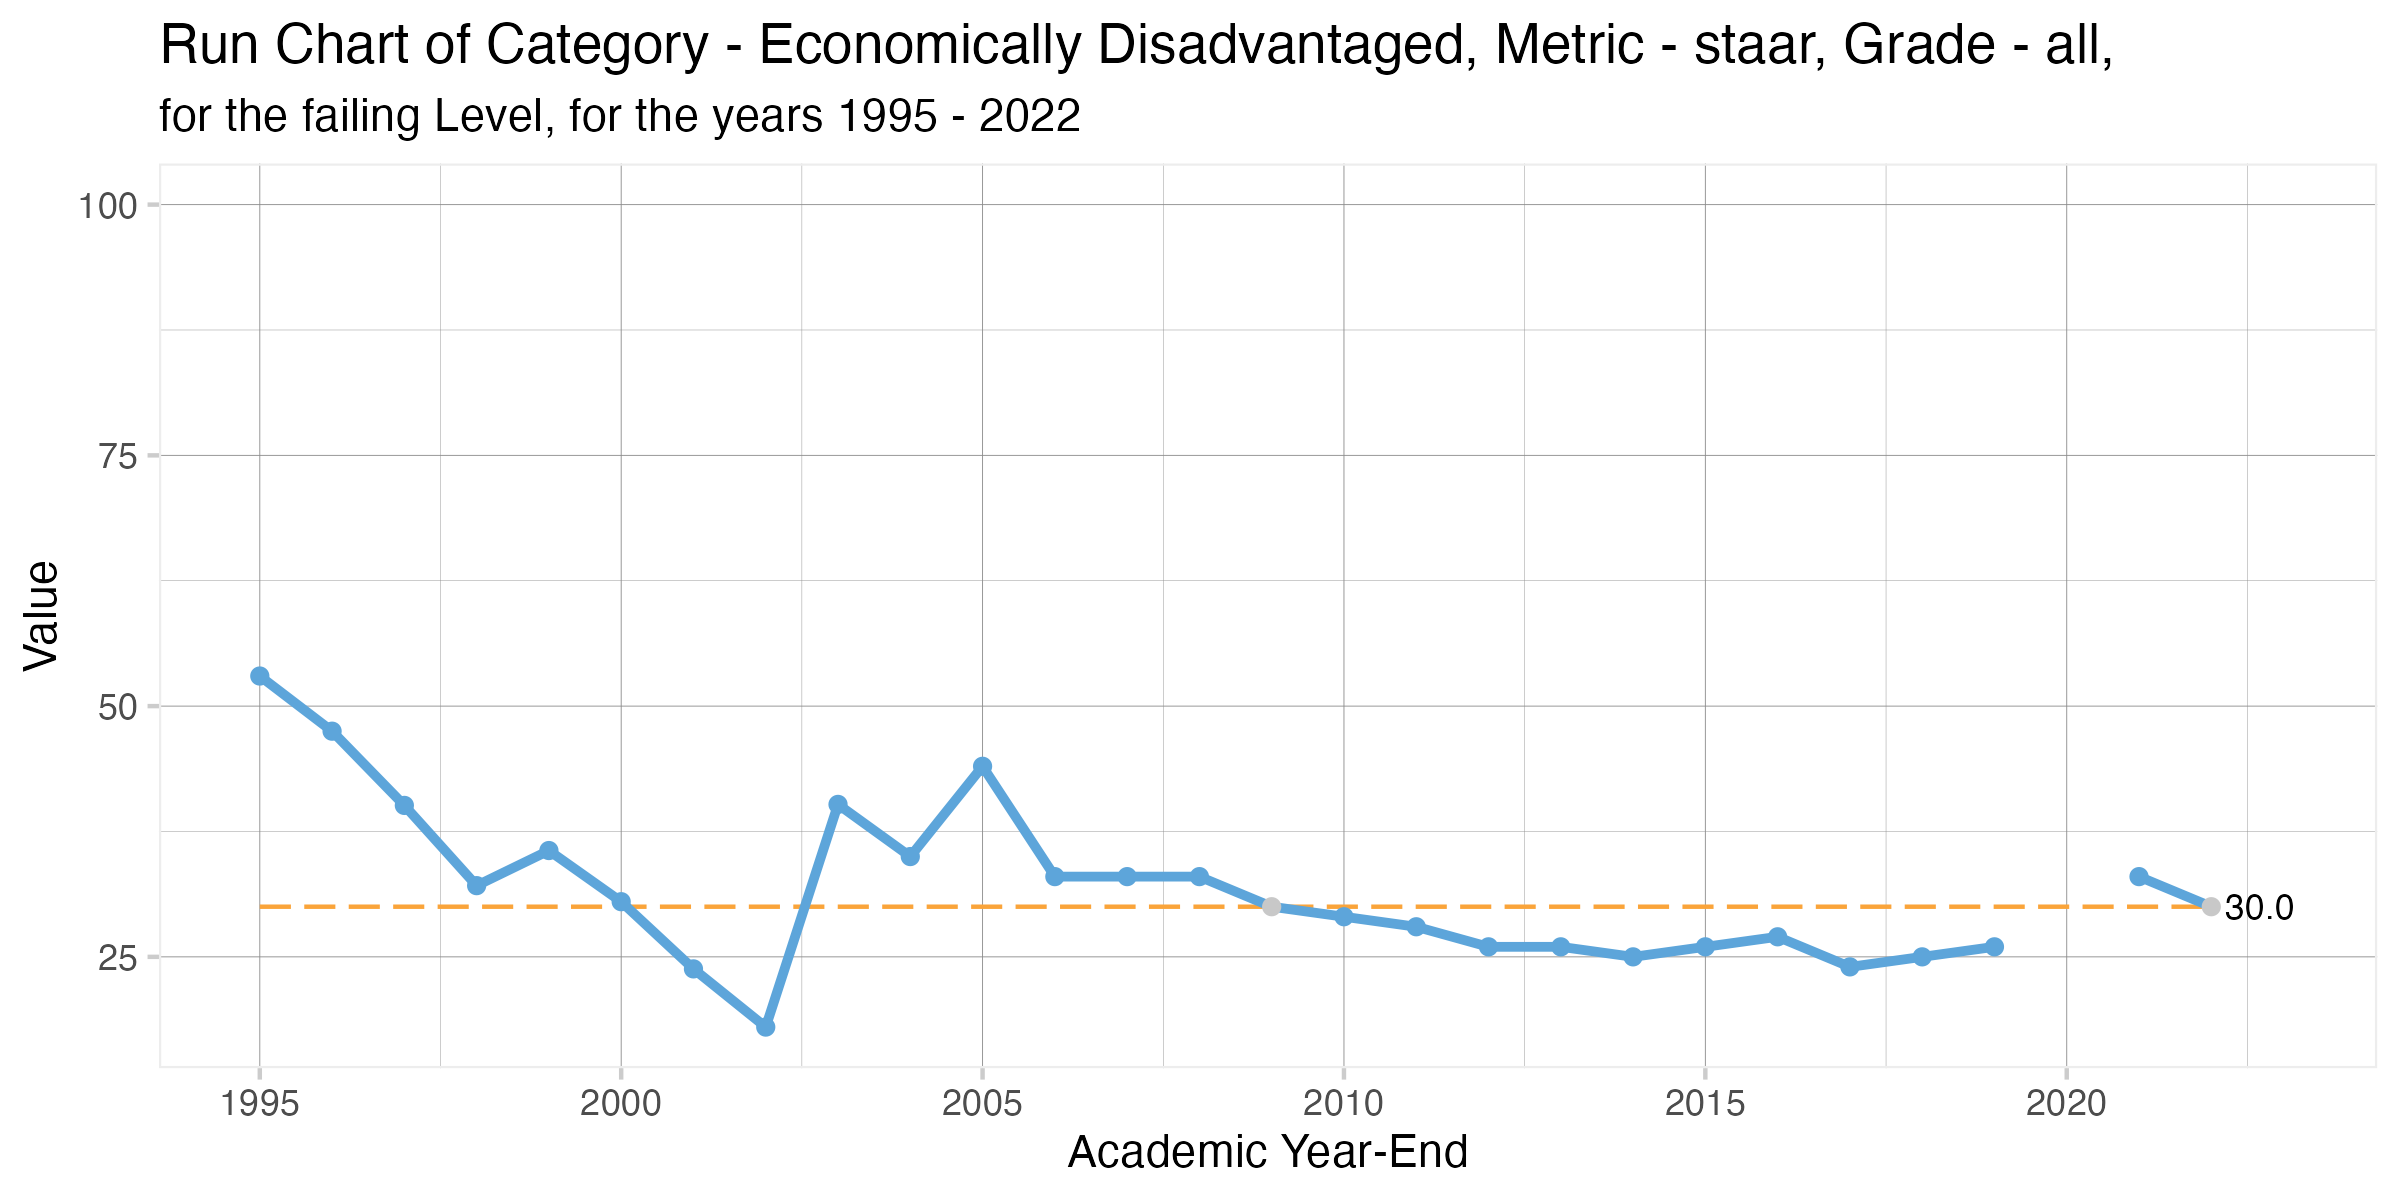 Run Chart of Category - Economically Disadvantaged, Metric - staar, Grade - all,
for the failing Level, for the years 1995 - 2022
100
75
50
25
Value
30.0
1995 2000 2005 2010 2015 2020
Academic Year-End